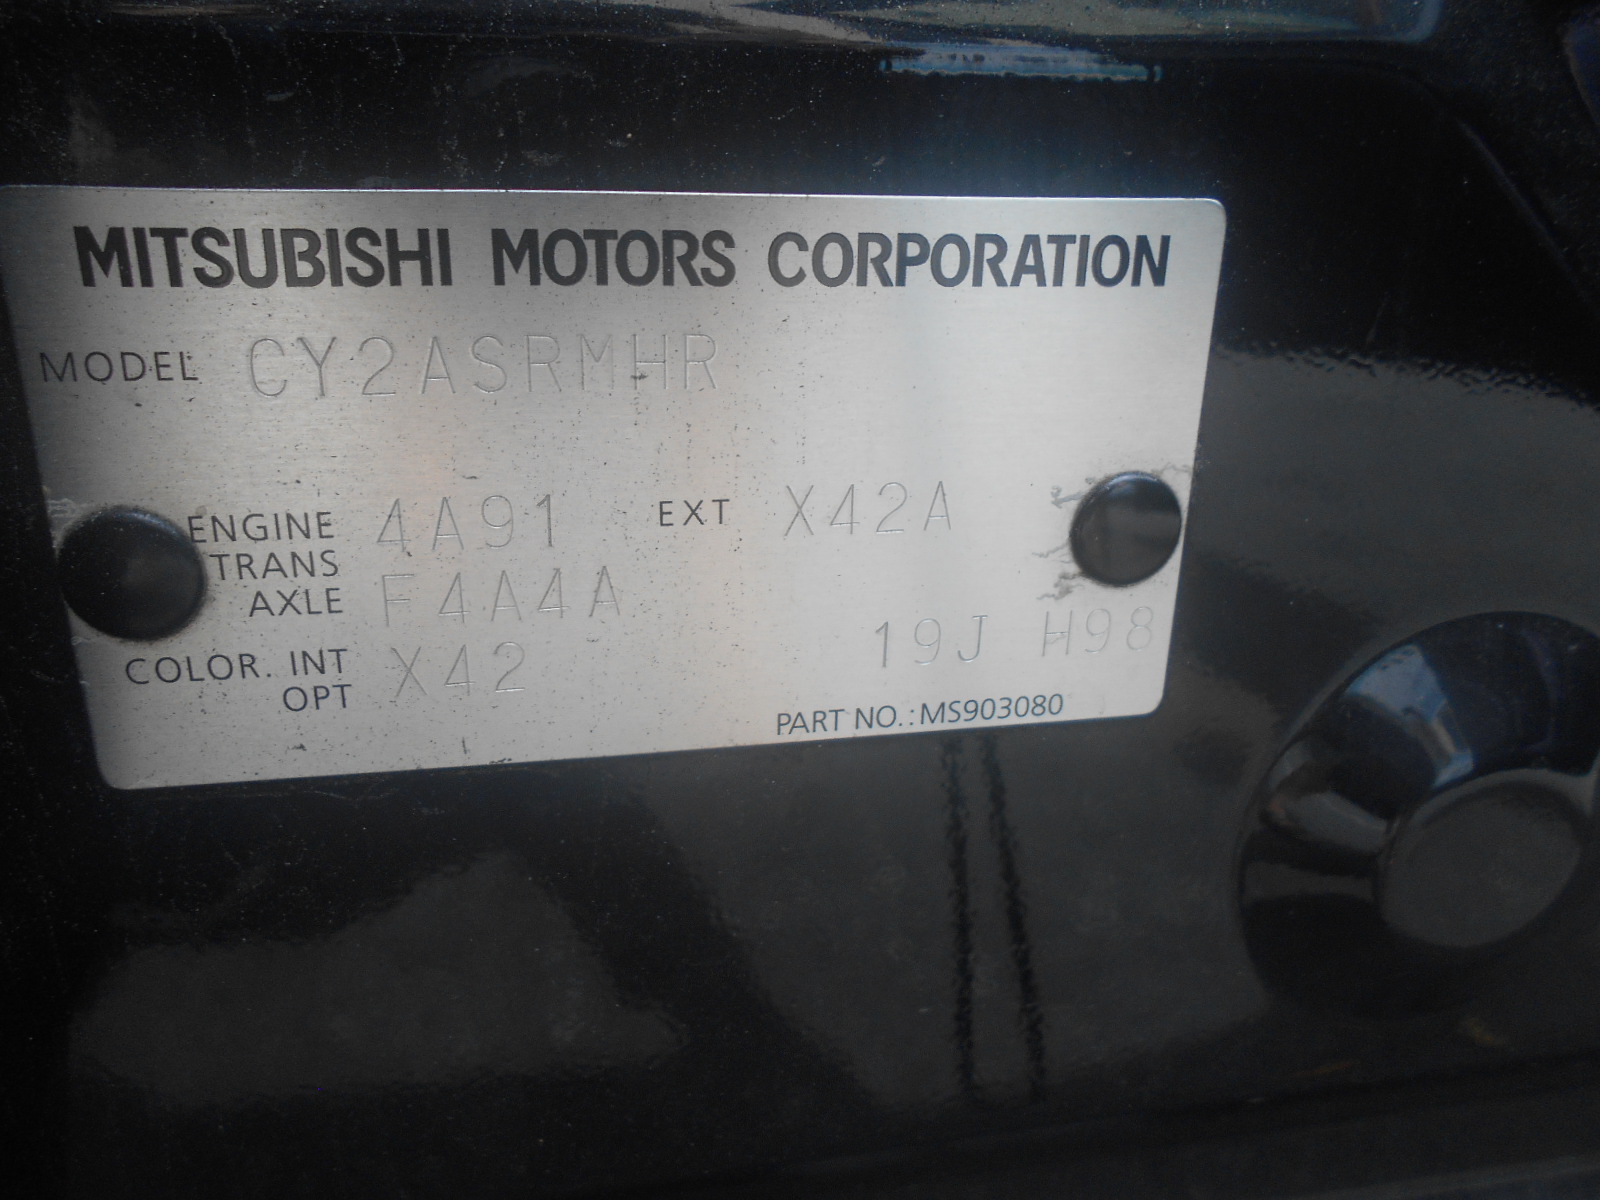 MITSUBISHI MOTORS CORPORATION
MODEL CY2ASRMHR
ENGINE 4A91 EXT X42A
TRANS
AXLE F4A4A
COLOR. INT X42
OPT
19J H98
PART NO.: MS903080